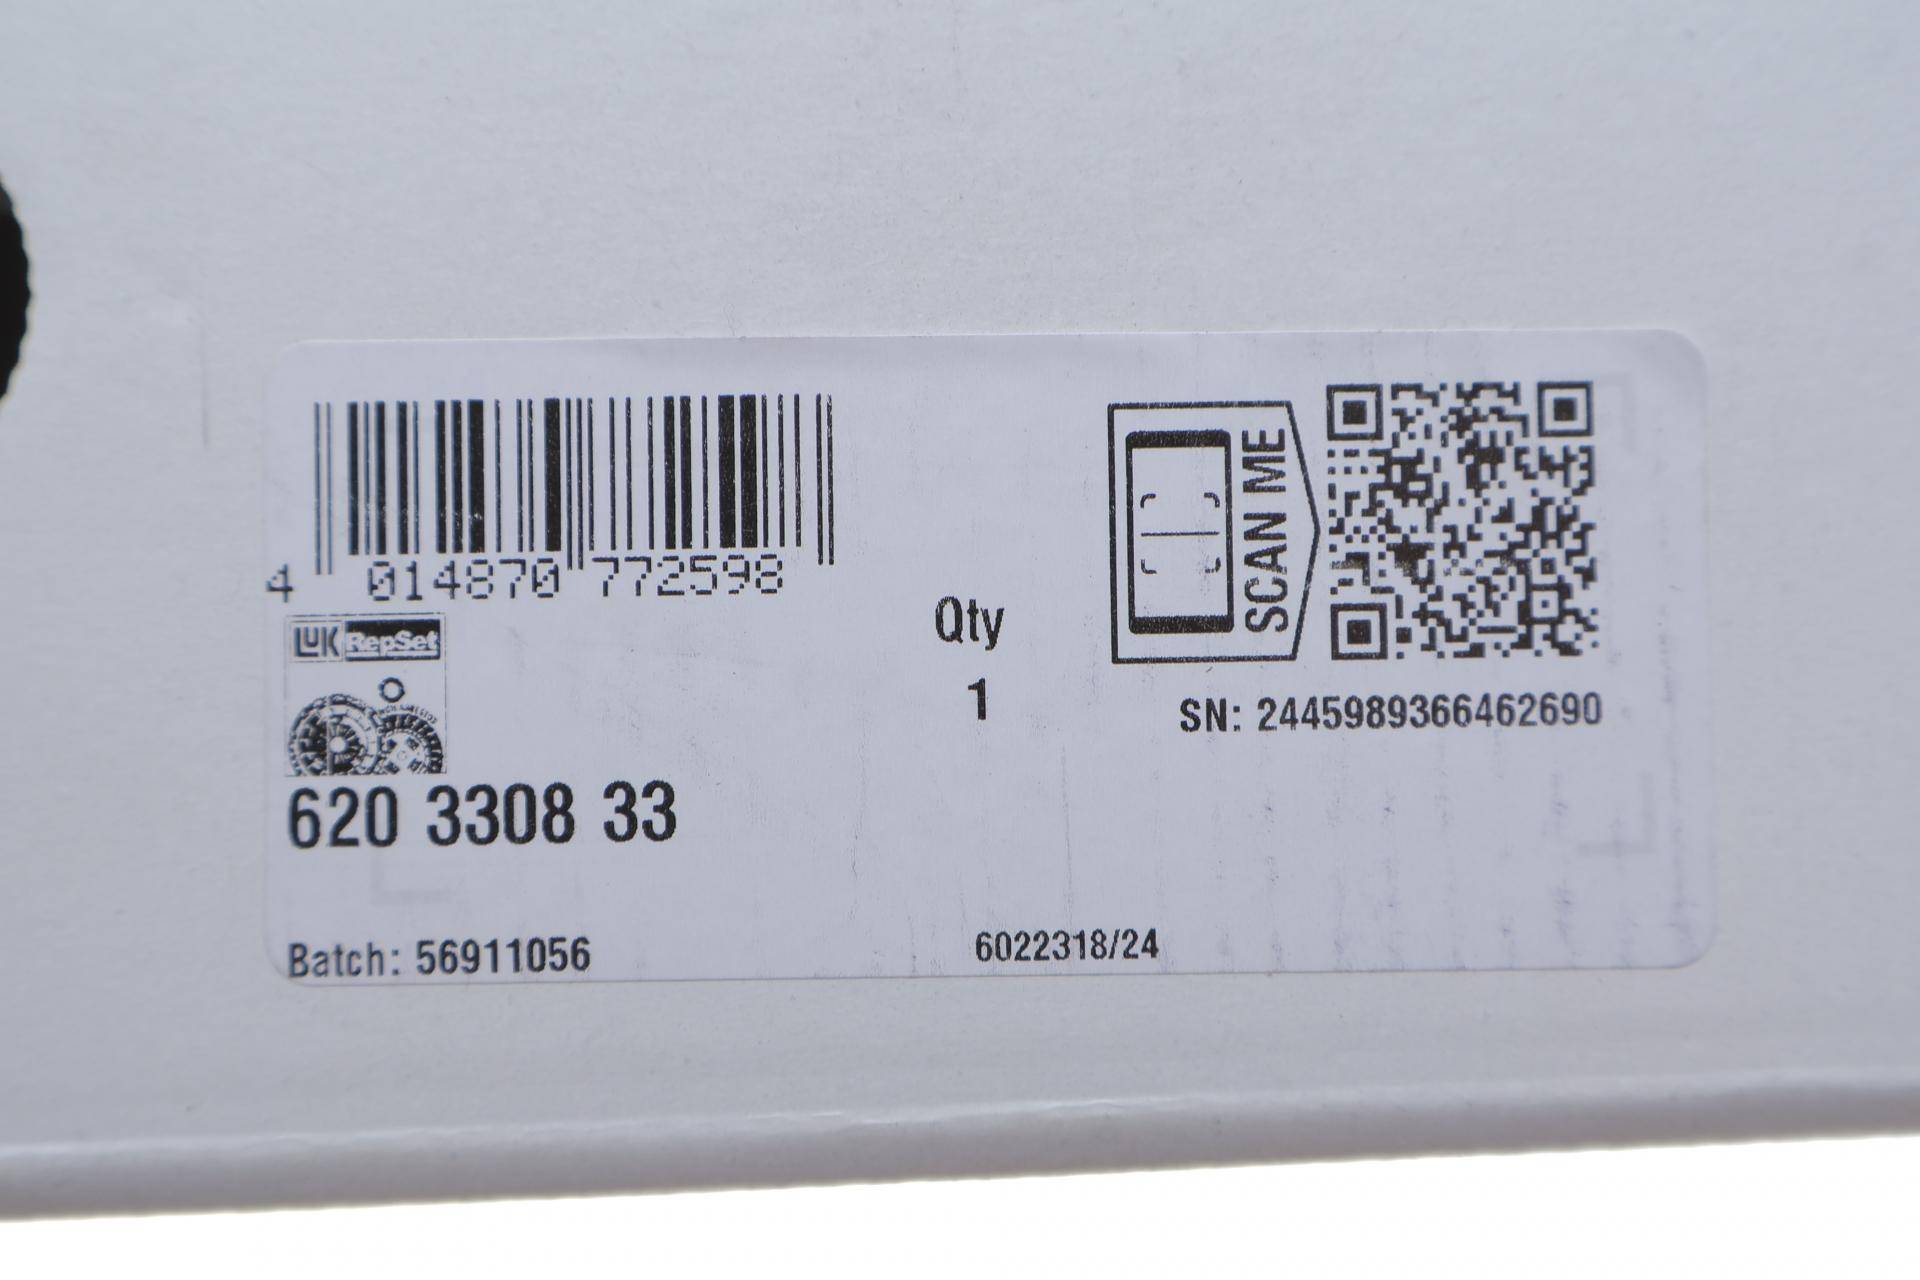 4 014870 772598
LUK RepSet
Qty
1
SCAN ME
SN: 2445989366462690
620 3308 33
Batch: 56911056
6022318/24